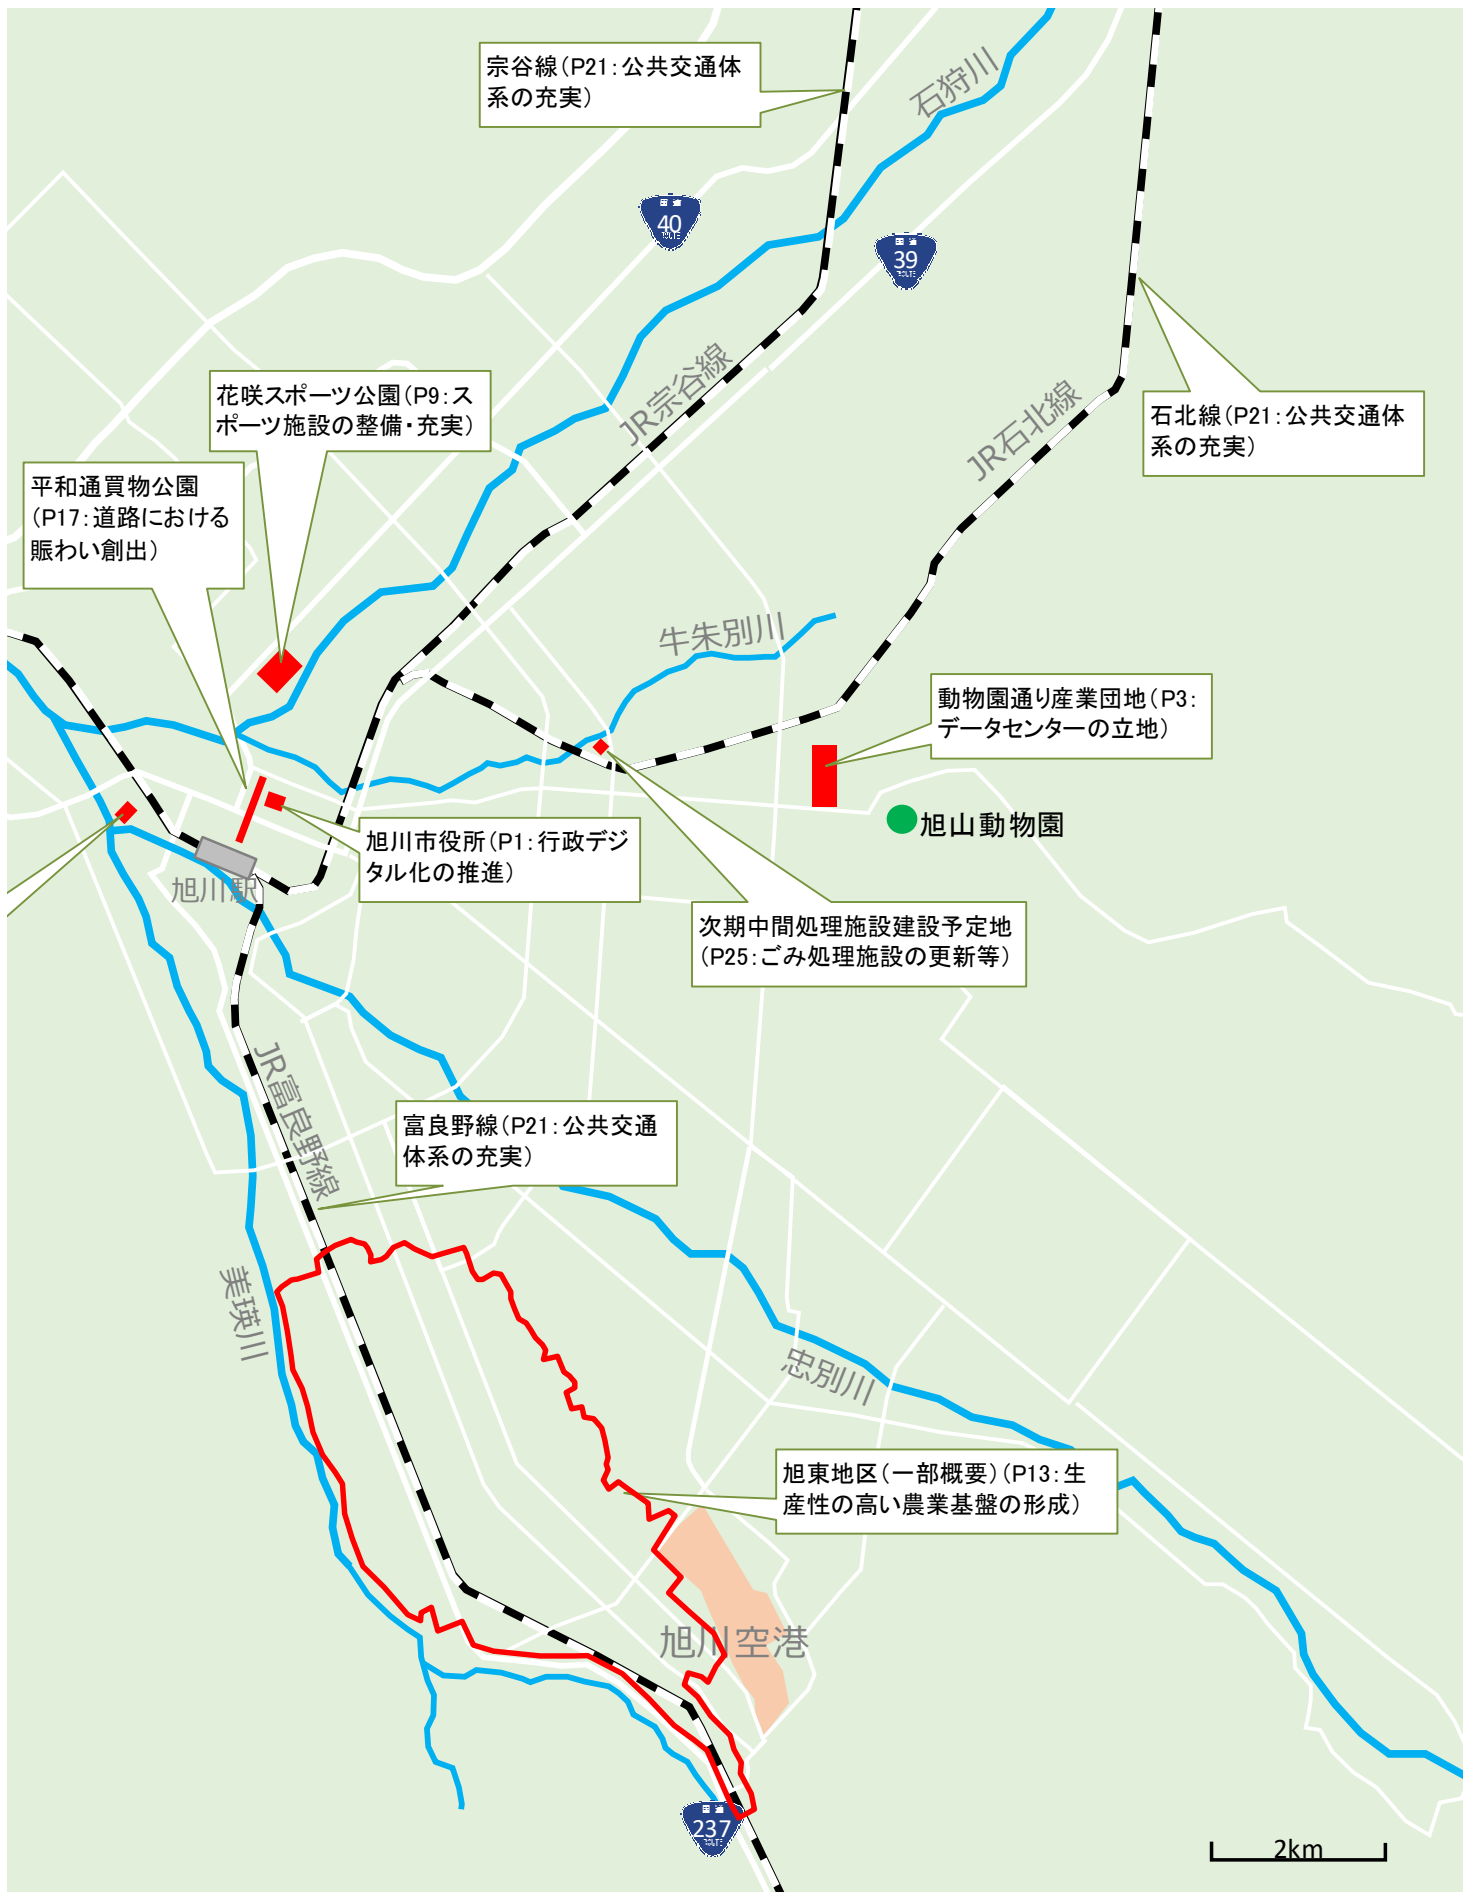 宗谷線(P21:公共交通体
系の充実)
石狩川
国道
40
ROUTE
国道
39
ROUTE
JR宗谷線
JR石北線
花咲スポーツ公園(P9:ス
ポーツ施設の整備・充実)
石北線(P21:公共交通体
系の充実)
平和通買物公園
(P17:道路における
賑わい創出)
牛朱別川
動物園通り産業団地(P3:
データセンターの立地)
旭山動物園
旭川市役所(P1:行政デジ
タル化の推進)
旭川駅
次期中間処理施設建設予定地
(P25:ごみ処理施設の更新等)
JR富良野線
富良野線(P21:公共交通
体系の充実)
美瑛川
忠別川
旭東地区(一部概要)(P13:生
産性の高い農業基盤の形成)
旭川空港
国道
237
ROUTE
2km